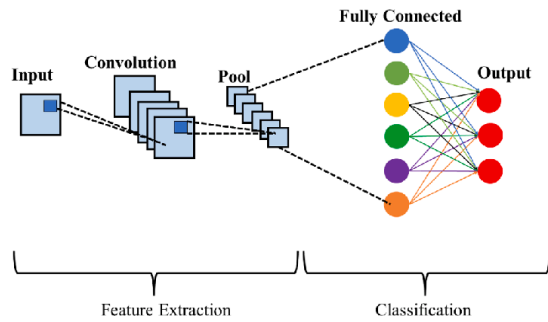 Fully Connected
Input
Convolution
Pool
Output
Feature Extraction
Classification